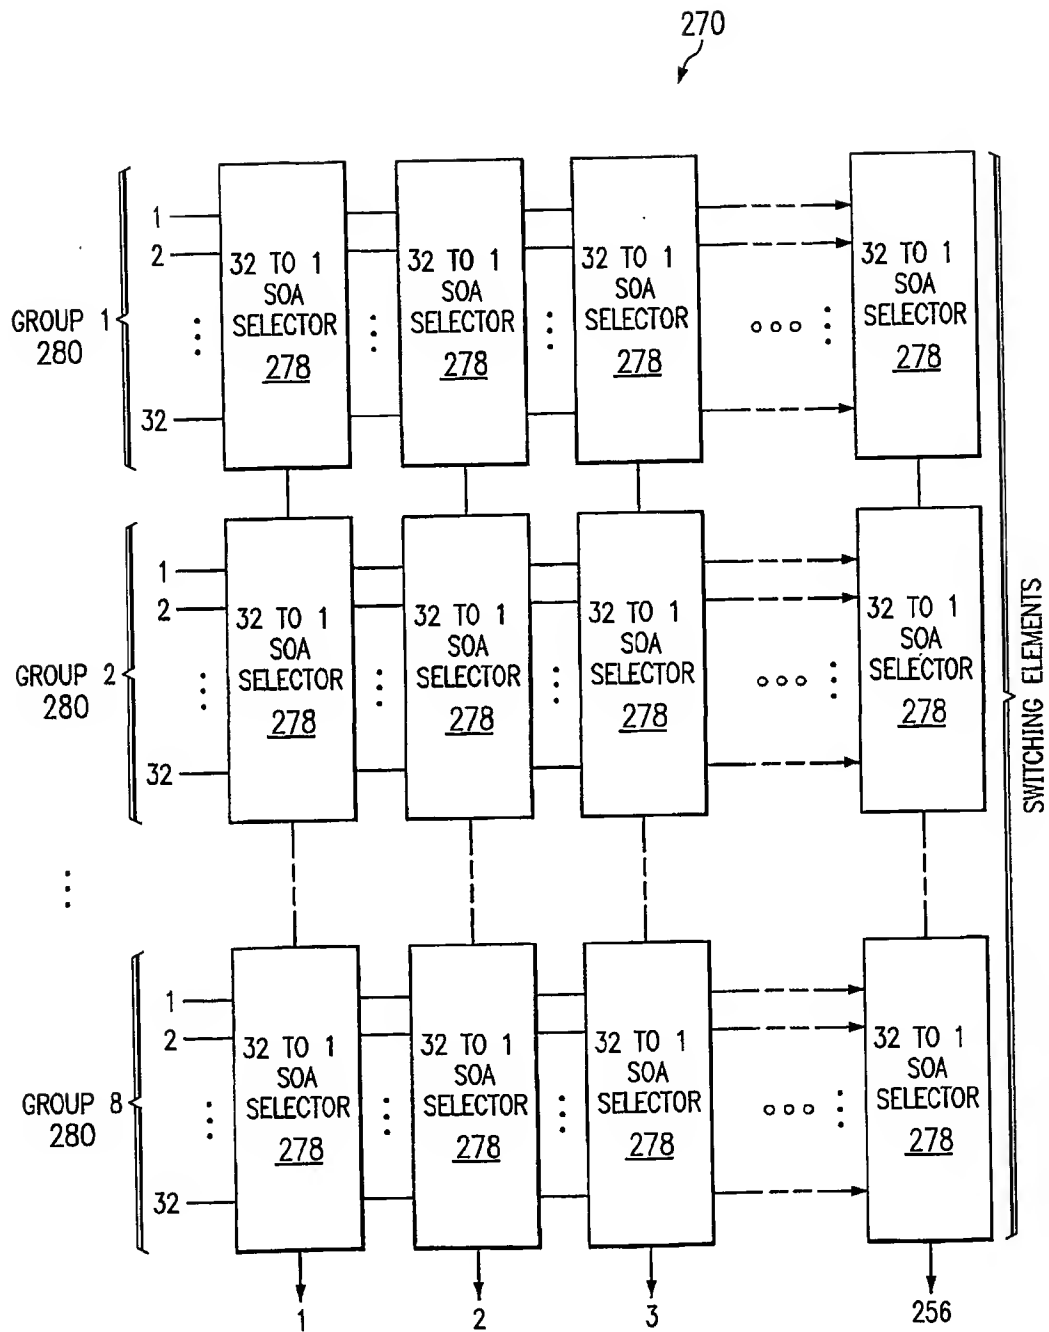 270
1
2
GROUP 1
280
32
32 TO 1
SOA
SELECTOR
278
32 TO 1
SOA
SELECTOR
278
32 TO 1
SOA
SELECTOR
278
32 TO 1
SOA
SELECTOR
278
1
2
GROUP 2
280
32
32 TO 1
SOA
SELECTOR
278
32 TO 1
SOA
SELECTOR
278
32 TO 1
SOA
SELECTOR
278
32 TO 1
SOA
SELECTOR
278
SWITCHING ELEMENTS
1
2
GROUP 8
280
32
32 TO 1
SOA
SELECTOR
278
32 TO 1
SOA
SELECTOR
278
32 TO 1
SOA
SELECTOR
278
32 TO 1
SOA
SELECTOR
278
1
2
3
256